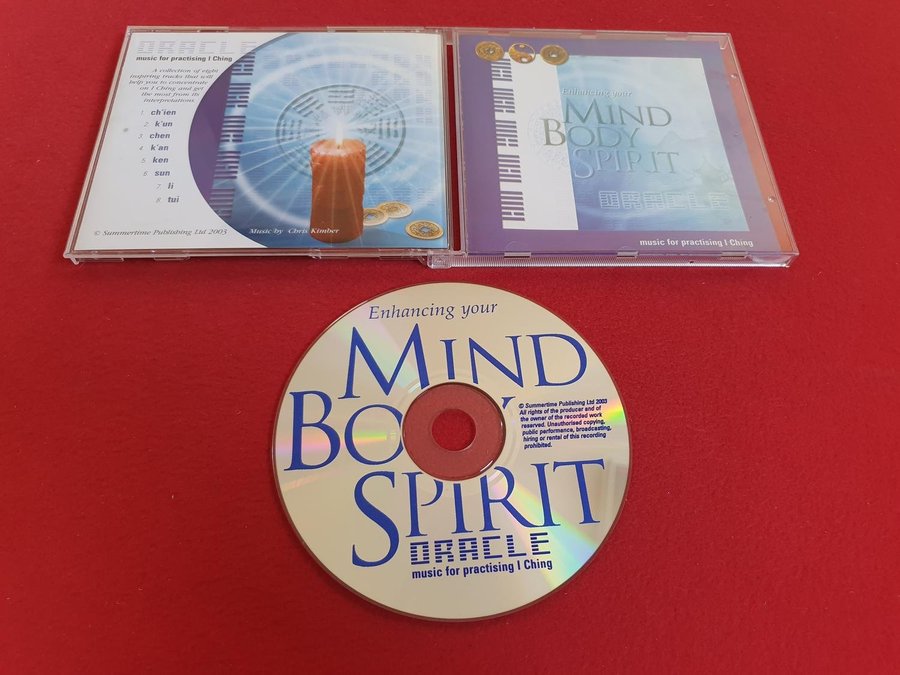 ORACLE
music for practising I Ching
A collection of eight
inspiring tracks that will
help you to concentrate
on I Ching and get
the most from its
interpretations.
1. ch'ien
2. k'un
3. chen
4. k'an
5. ken
6. sun
7. li
8. tui
© Summertime Publishing Ltd 2003
Music by Chris Kimber
Enhancing your
MIND
BODY
SPIRIT
ORACLE
music for practising I Ching
Enhancing your
MIND
BODY
SPIRIT
© Summertime Publishing Ltd 2003
All rights of the producer and of
the owner of the recorded work
reserved. Unauthorised copying,
public performance, broadcasting,
hiring or rental of this recording
prohibited.
ORACLE
music for practising I Ching